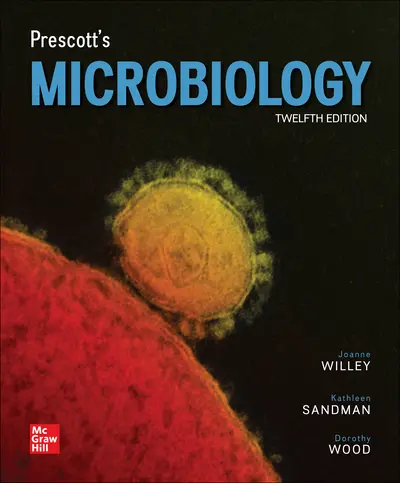 Prescott's
MICROBIOLOGY
TWELFTH EDITION
Joanne
WILLEY
Kathleen
SANDMAN
Dorothy
WOOD
Mc
Graw
Hill